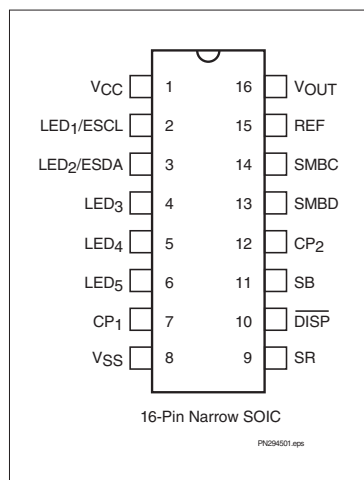 VCC 1 16 VOUT
LED1/ESCL 2 15 REF
LED2/ESDA 3 14 SMBC
LED3 4 13 SMBD
LED4 5 12 CP2
LED5 6 11 SB
CP1 7 10 DISP
VSS 8 9 SR
16-Pin Narrow SOIC
PN294501.eps